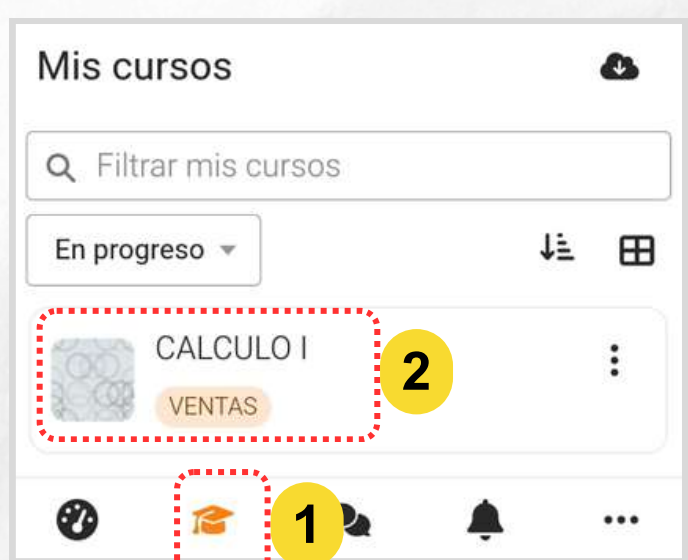 Mis cursos
Filtrar mis cursos
En progreso
CALCULO I
2
VENTAS
1